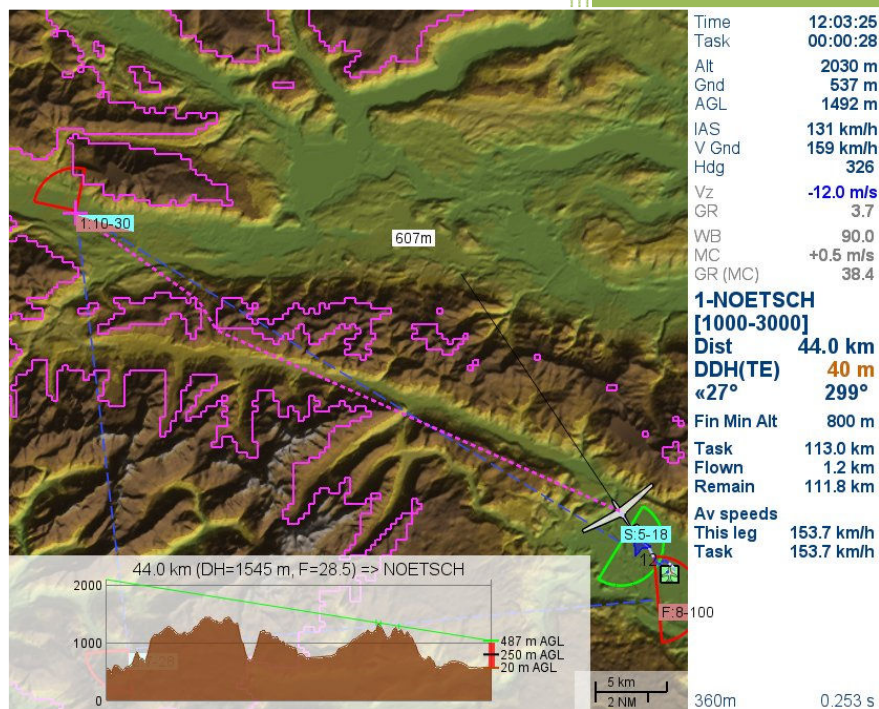 Time 12:03:25
Task 00:00:28
Alt 2030 m
Gnd 537 m
AGL 1492 m
IAS 131 km/h
V Gnd 159 km/h
Hdg 326
Vz -12.0 m/s
GR 3.7
WB 90.0
MC +0.5 m/s
GR (MC) 38.4
1-NOETSCH
[1000-3000]
Dist 44.0 km
DDH(TE) 40 m
«27° 299°
Fin Min Alt 800 m
Task 113.0 km
Flown 1.2 km
Remain 111.8 km
Av speeds
This leg 153.7 km/h
Task 153.7 km/h
360m 0.253 s
1:10-30
607m
S:5-18
12
F:8-100
44.0 km (DH=1545 m, F=28.5) => NOETSCH
2000
1000
0
487 m AGL
250 m AGL
20 m AGL
5 km
2 NM